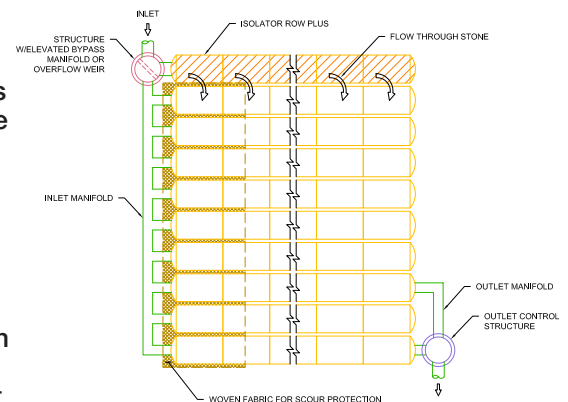 INLET
ISOLATOR ROW PLUS
STRUCTURE
W/ELEVATED BYPASS
MANIFOLD OR
OVERFLOW WEIR
FLOW THROUGH STONE
s
e
INLET MANIFOLD
OUTLET MANIFOLD
OUTLET CONTROL
STRUCTURE
n
WOVEN FABRIC FOR SCOUR PROTECTION